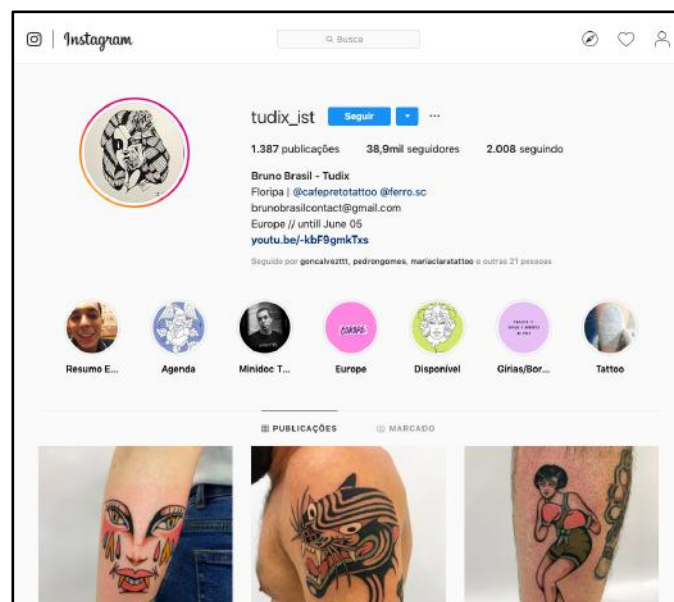 Instagram
Busca
tudix_ist Seguir
1.387 publicações 38,9mil seguidores 2.008 seguindo
Bruno Brasil - Tudix
Floripa | @cafepretotattoo @ferro.sc
brunobrasilcontact@gmail.com
Europe // untill June 05
youtu.be/-kbF9gmkTxs
Seguido por goncalvezttt, pedrongomes, mariaclaratattoo e outras 21 pessoas
EUROPE
Resumo E... Agenda Minidoc T... Europe Disponível Gírias/Bor... Tattoo
PUBLICAÇÕES MARCADO